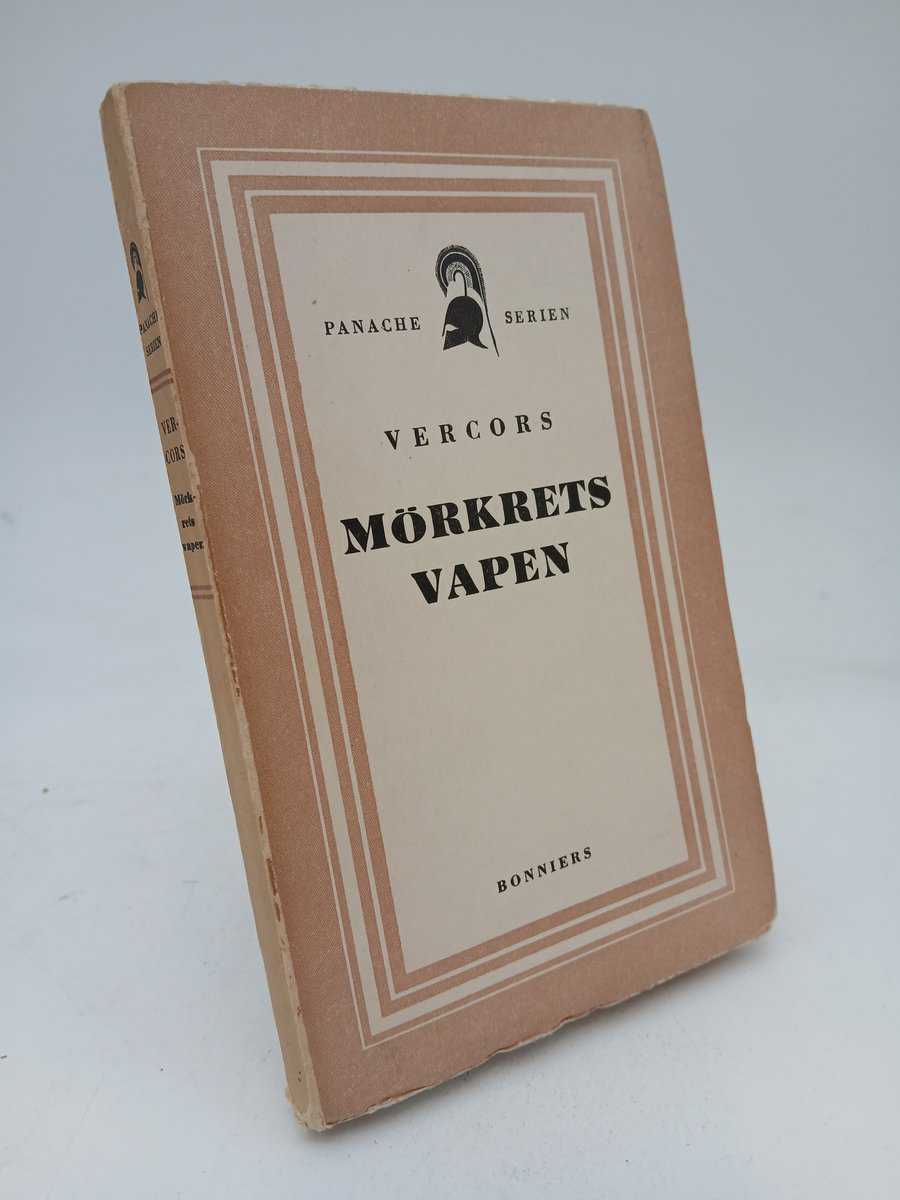 PANACHE SERIEN
VERCORS
MÖRKRETS
VAPEN
BONNIERS
PANACHE
SERIEN
VER-
CORS
Mörk-
rets
vapen